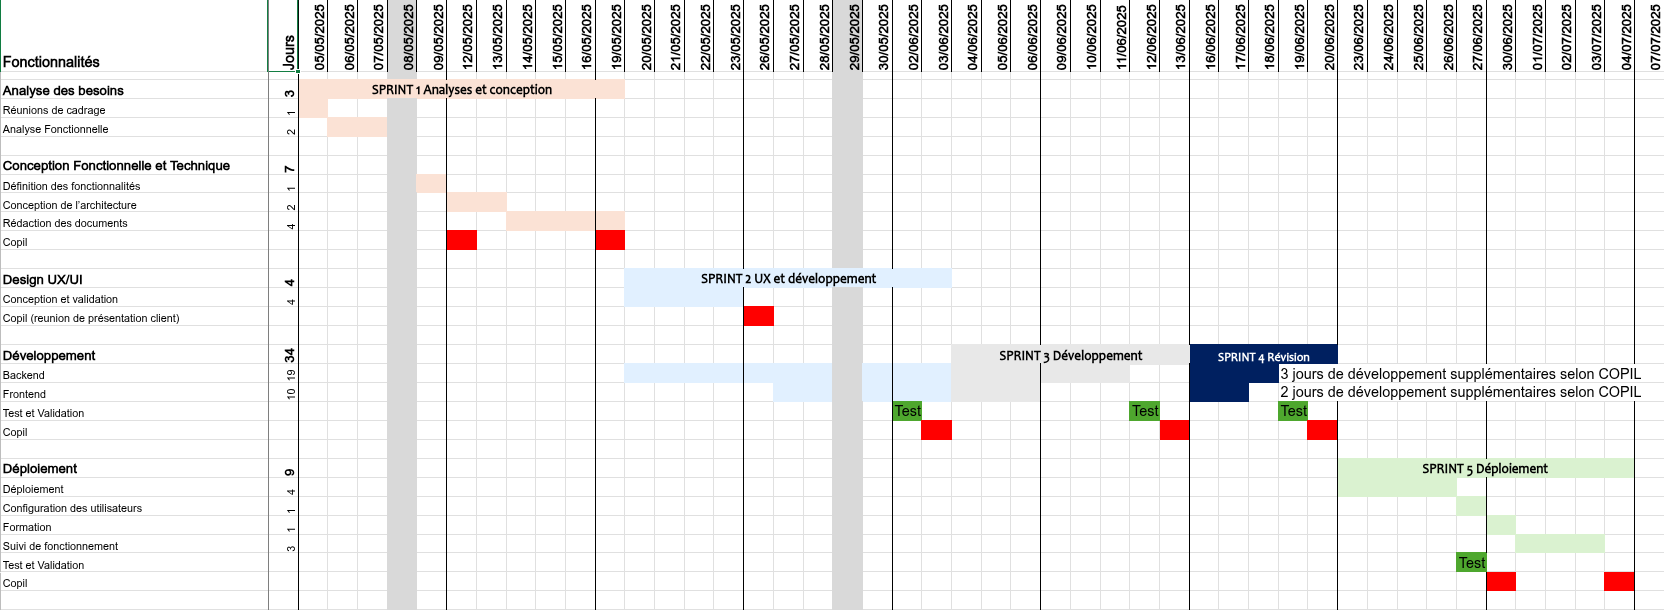 Fonctionnalités Jours 05/05/2025 06/05/2025 07/05/2025 08/05/2025 09/05/2025 12/05/2025 13/05/2025 14/05/2025 15/05/2025 16/05/2025 19/05/2025 20/05/2025 21/05/2025 22/05/2025 23/05/2025 26/05/2025 27/05/2025 28/05/2025 29/05/2025 30/05/2025 02/06/2025 03/06/2025 04/06/2025 05/06/2025 06/06/2025 09/06/2025 10/06/2025 11/06/2025 12/06/2025 13/06/2025 16/06/2025 17/06/2025 18/06/2025 19/06/2025 20/06/2025 23/06/2025 24/06/2025 25/06/2025 26/06/2025 27/06/2025 30/06/2025 01/07/2025 02/07/2025 03/07/2025 04/07/2025 07/07/2025
Analyse des besoins 3 SPRINT 1 Analyses et conception
Réunions de cadrage 1
Analyse Fonctionnelle 2
Conception Fonctionnelle et Technique 7
Définition des fonctionnalités 1
Conception de l'architecture 2
Rédaction des documents 4
Copil
Design UX/UI 4 SPRINT 2 UX et développement
Conception et validation 4
Copil (reunion de présentation client)
Développement 34 SPRINT 3 Développement SPRINT 4 Révision
Backend 19 3 jours de développement supplémentaires selon COPIL
Frontend 10 2 jours de développement supplémentaires selon COPIL
Test et Validation Test Test Test
Copil
Déploiement 9 SPRINT 5 Déploiement
Déploiement 4
Configuration des utilisateurs 1
Formation 1
Suivi de fonctionnement 3
Test et Validation Test
Copil